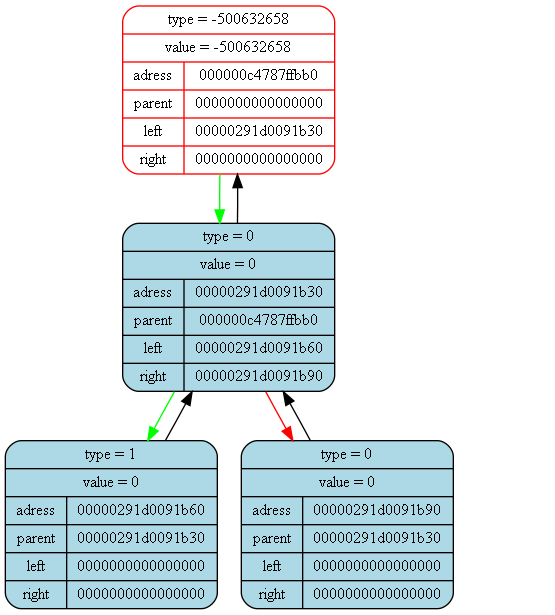 type = -500632658
value = -500632658
adress 000000c4787ffbb0
parent 0000000000000000
left 00000291d0091b30
right 0000000000000000
type = 0
value = 0
adress 00000291d0091b30
parent 000000c4787ffbb0
left 00000291d0091b60
right 00000291d0091b90
type = 1
value = 0
adress 00000291d0091b60
parent 00000291d0091b30
left 0000000000000000
right 0000000000000000
type = 0
value = 0
adress 00000291d0091b90
parent 00000291d0091b30
left 0000000000000000
right 0000000000000000